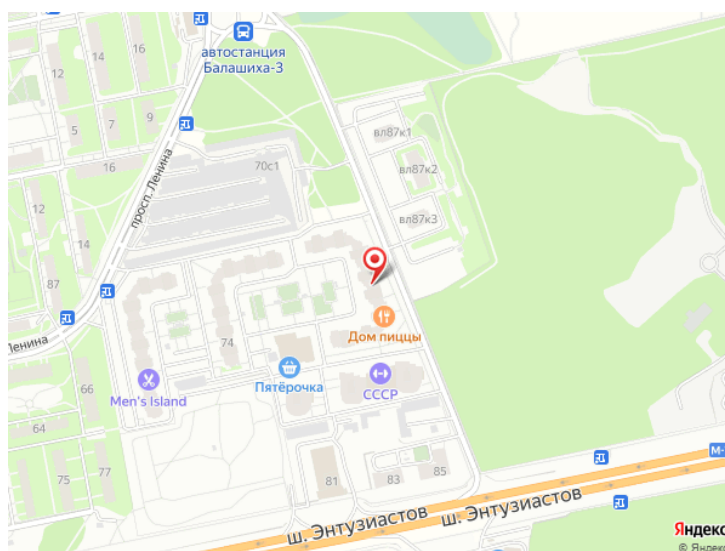 автостанция
Балашиха-3
12
14
7
9
5
16
просп. Ленина
70с1
вл87к1
вл87к2
вл87к3
12
14
87
Ленина
Дом пиццы
74
Пятёрочка
66
Men's Island
СССР
64
75
77
81
83
85
М-
ш. Энтузиастов
ш. Энтузиастов
Яндекс
© Яндекс